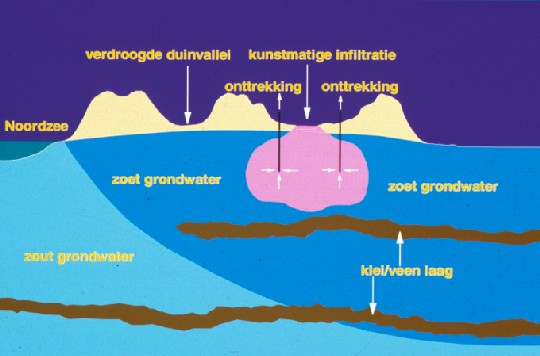 verdroogde duinvallei kunstmatige infiltratie
onttrekking onttrekking
Noordzee
zoet grondwater zoet grondwater
zout grondwater
klei/veen laag